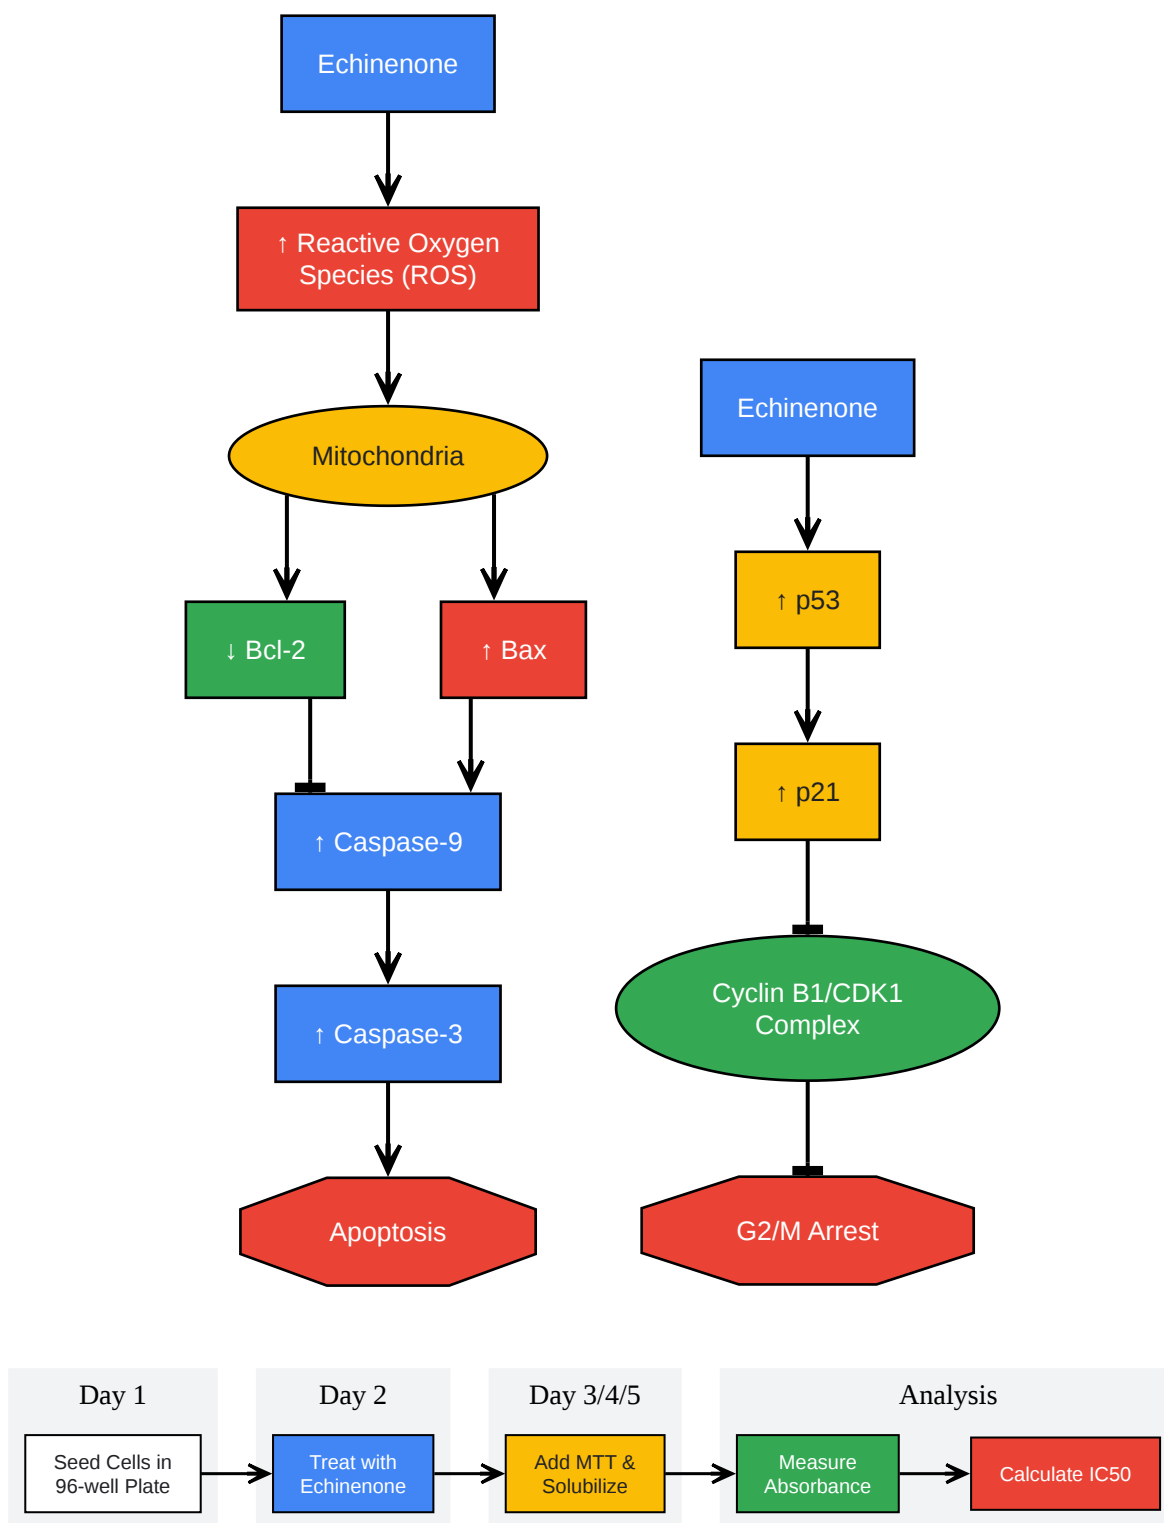 Echinenone
↑ Reactive Oxygen
Species (ROS)
Mitochondria
↓ Bcl-2
↑ Bax
↑ Caspase-9
↑ Caspase-3
Apoptosis
Echinenone
↑ p53
↑ p21
Cyclin B1/CDK1
Complex
G2/M Arrest
Day 1
Seed Cells in
96-well Plate
Day 2
Treat with
Echinenone
Day 3/4/5
Add MTT &
Solubilize
Analysis
Measure
Absorbance
Calculate IC50